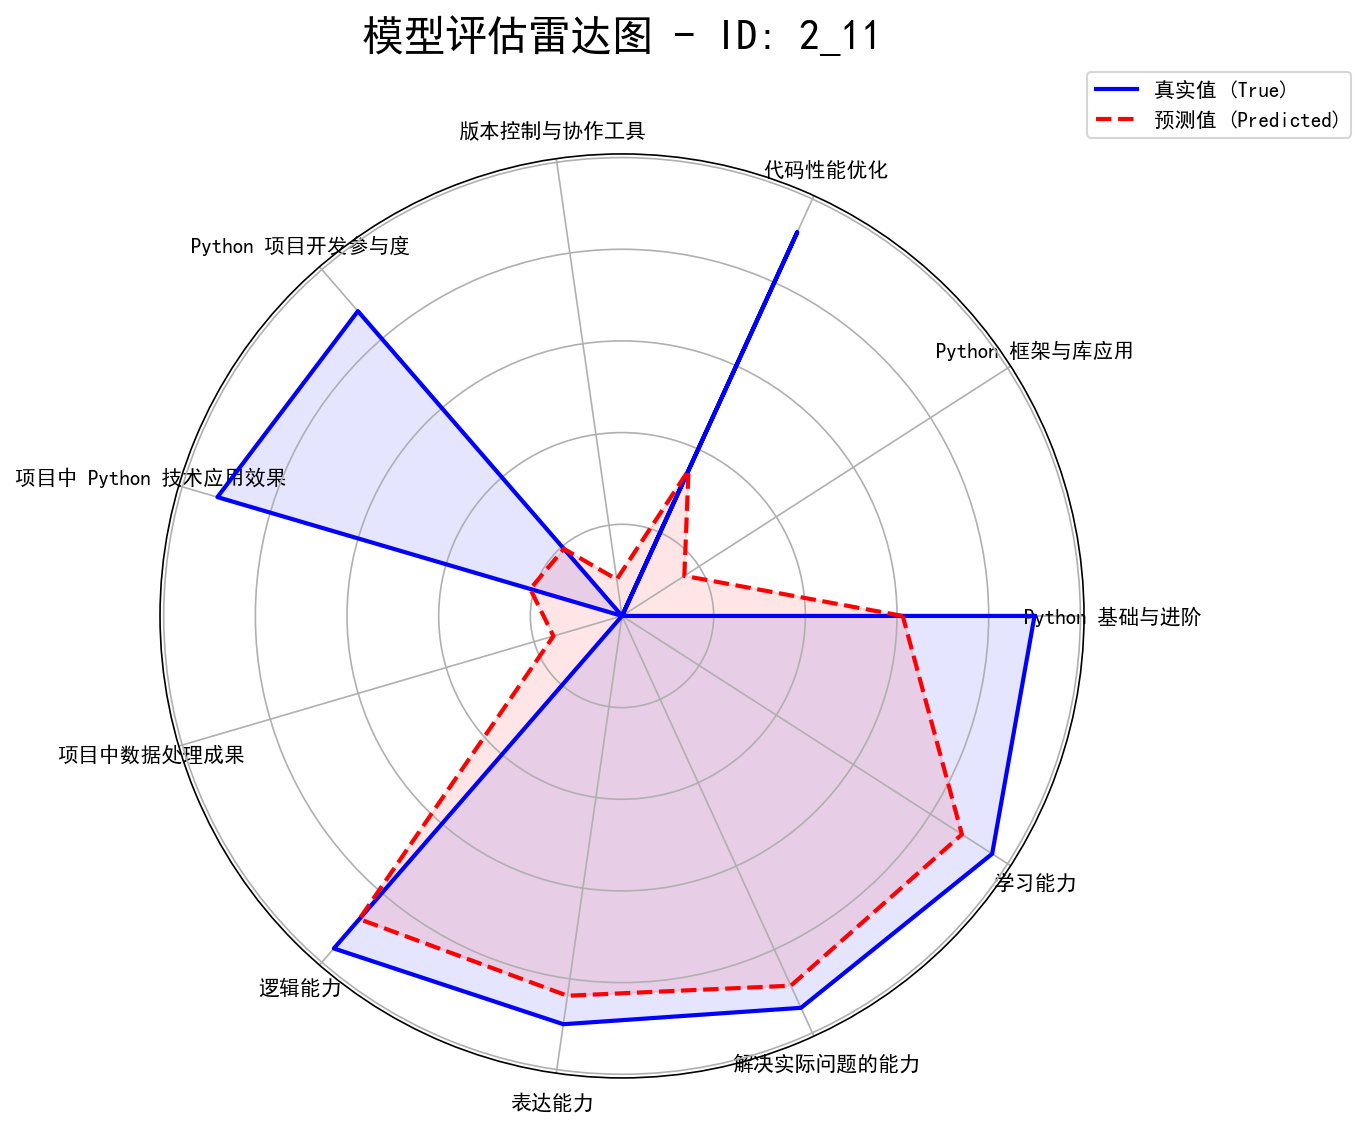 模型评估雷达图 - ID: 2_11
真实值 (True)
预测值 (Predicted)
版本控制与协作工具
代码性能优化
Python 项目开发参与度
Python 框架与库应用
项目中 Python 技术应用效果
Python 基础与进阶
项目中数据处理成果
学习能力
逻辑能力
解决实际问题的能力
表达能力